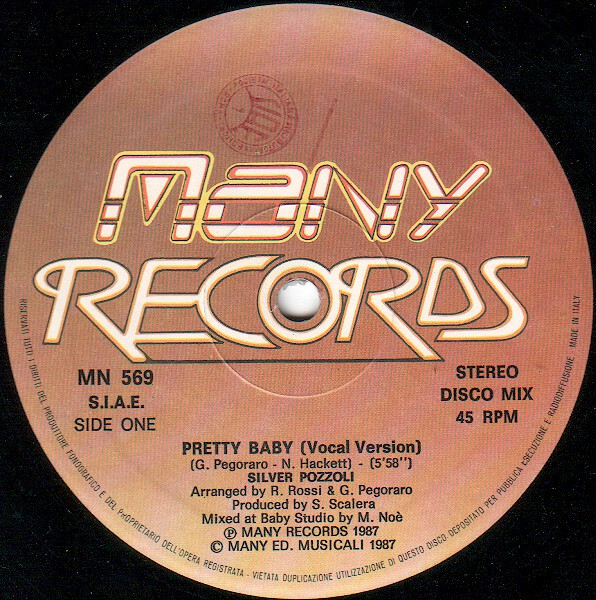 MANY
RECORDS
MN 569
S.I.A.E.
SIDE ONE
STEREO
DISCO MIX
45 RPM
PRETTY BABY (Vocal Version)
(G. Pegoraro - N. Hackett) - (5'58'')
SILVER POZZOLI
Arranged by R. Rossi & G. Pegoraro
Produced by S. Scalera
Mixed at Baby Studio by M. Noè
℗ MANY RECORDS 1987
© MANY ED. MUSICALI 1987
RISERVATI TUTTI I DIRITTI DEL PRODUTTORE FONOGRAFICO E DEL PROPRIETARIO DELL'OPERA REGISTRATA - VIETATA DUPLICAZIONE UTILIZZAZIONE DI QUESTO DISCO DEPOSITATO PER PUBBLICA ESECUZIONE E RADIODIFFUSIONE MADE IN ITALY